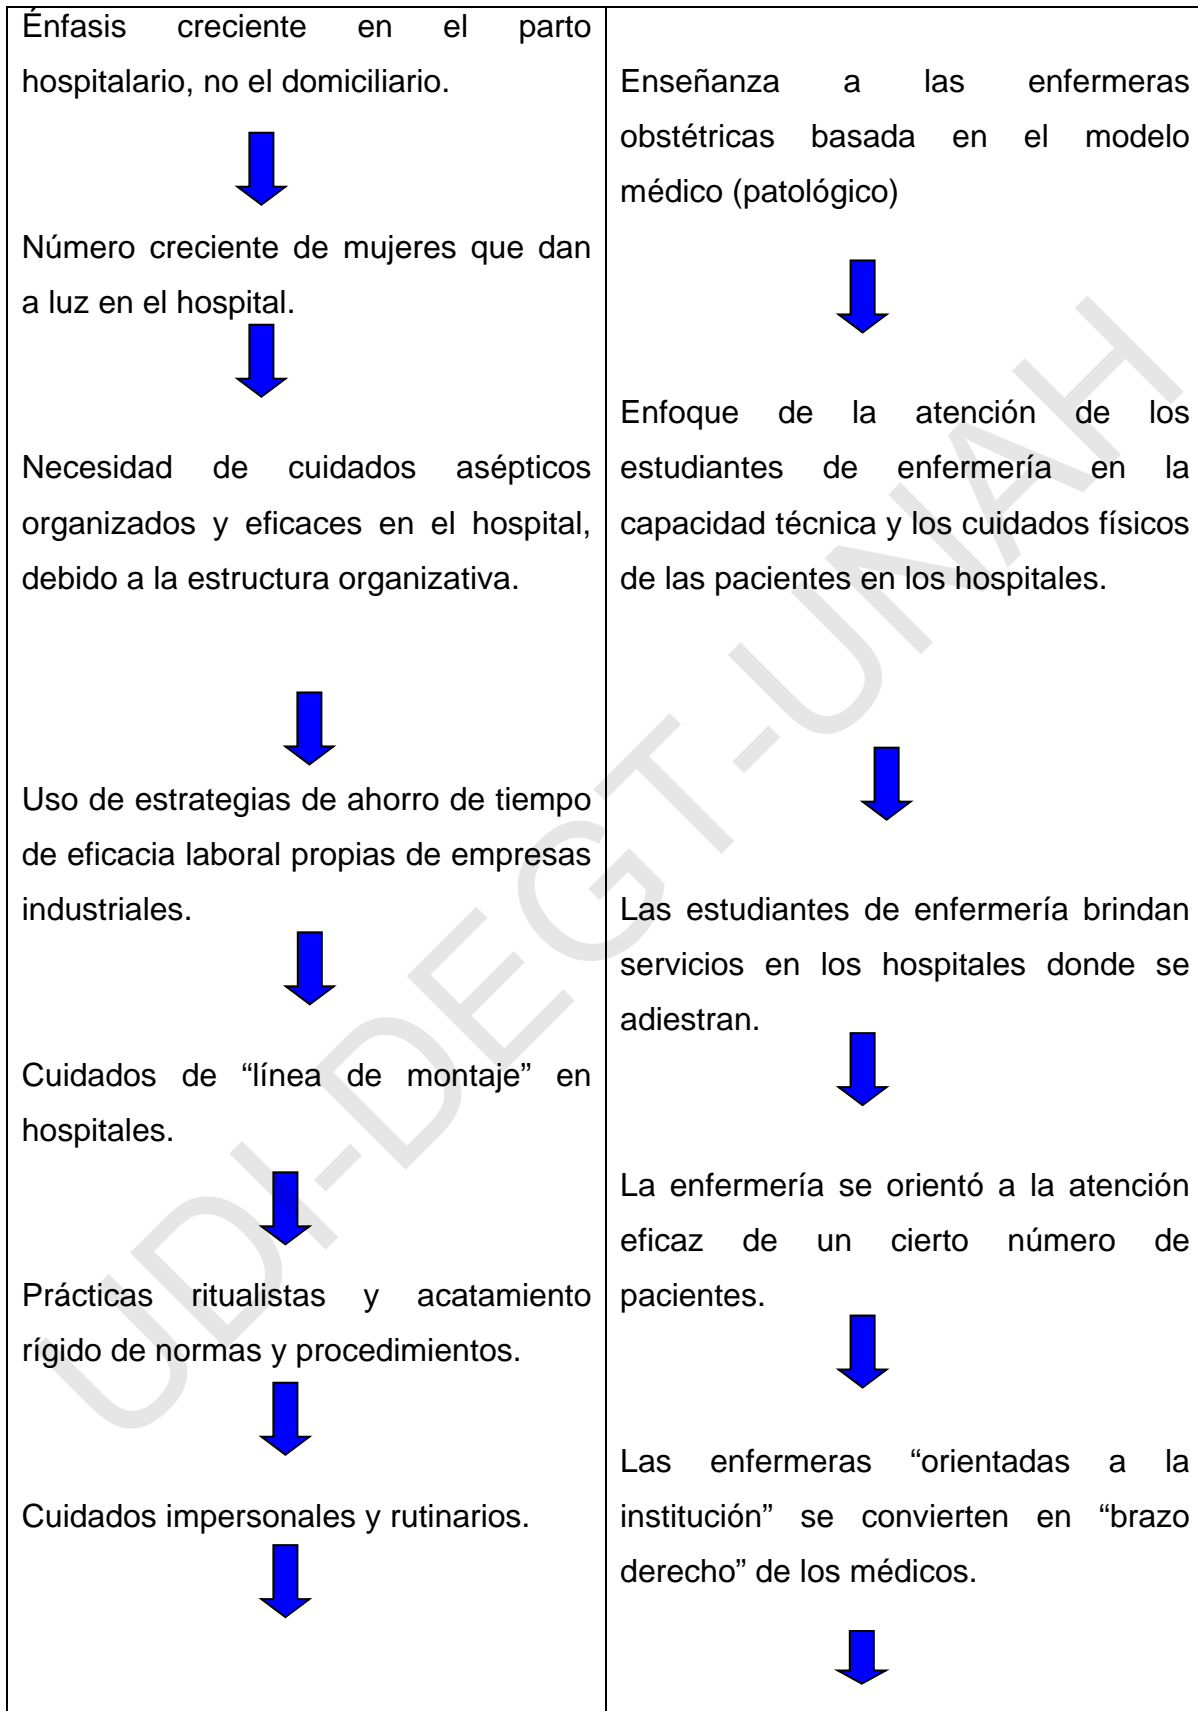 Énfasis creciente en el parto
hospitalario, no el domiciliario.
Número creciente de mujeres que dan
a luz en el hospital.
Necesidad de cuidados asépticos
organizados y eficaces en el hospital,
debido a la estructura organizativa.
Uso de estrategias de ahorro de tiempo
de eficacia laboral propias de empresas
industriales.
Cuidados de “línea de montaje” en
hospitales.
Prácticas ritualistas y acatamiento
rígido de normas y procedimientos.
Cuidados impersonales y rutinarios.
Enseñanza a las enfermeras
obstétricas basada en el modelo
médico (patológico)
Enfoque de la atención de los
estudiantes de enfermería en la
capacidad técnica y los cuidados físicos
de las pacientes en los hospitales.
Las estudiantes de enfermería brindan
servicios en los hospitales donde se
adiestran.
La enfermería se orientó a la atención
eficaz de un cierto número de
pacientes.
Las enfermeras “orientadas a la
institución” se convierten en “brazo
derecho” de los médicos.
UDI-DEGT-UNAH